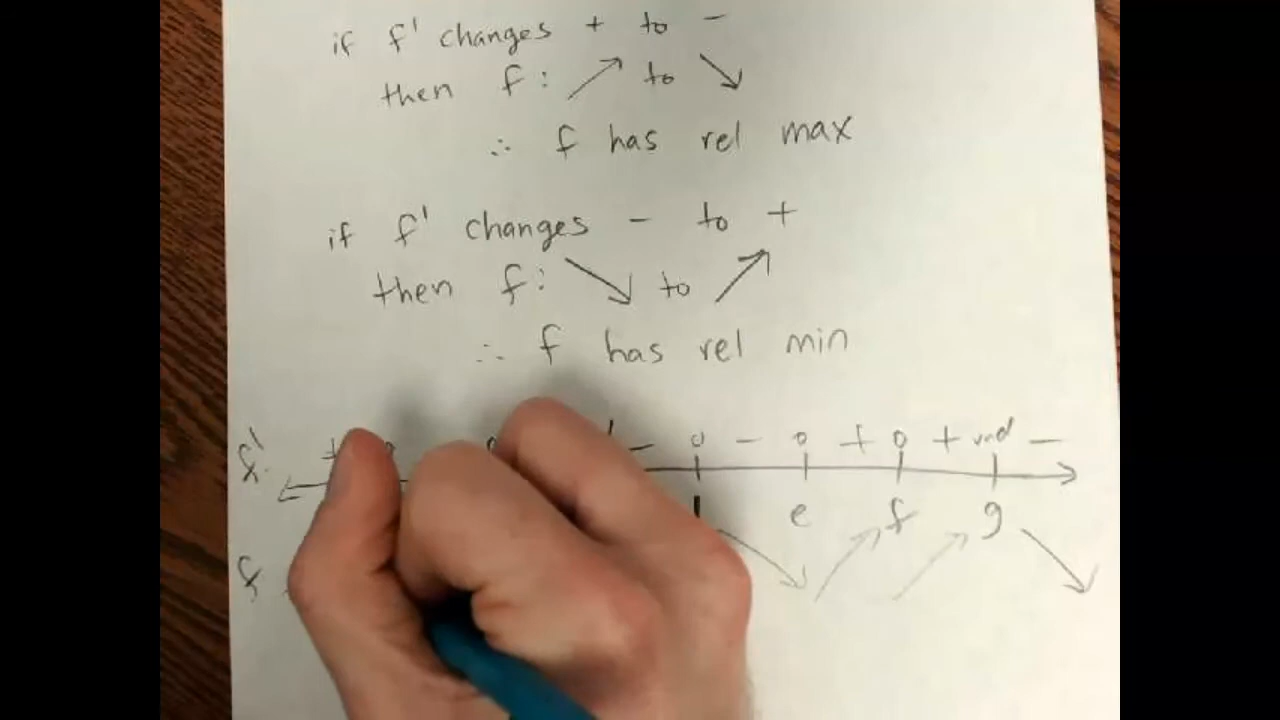 if f' changes + to -
then f: ↗ to ↘
∴ f has rel max
if f' changes - to +
then f: ↘ to ↗
∴ f has rel min
f' + - 0 - 0 + 0 + und -
e f g
f ↘ ↗ ↗ ↘